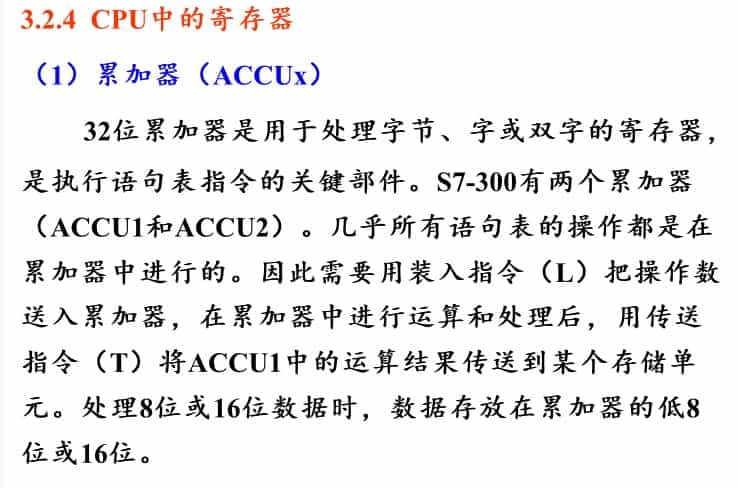 3.2.4 CPU中的寄存器
（1）累加器（ACCUx）
32位累加器是用于处理字节、字或双字的寄存器，
是执行语句表指令的关键部件。S7-300有两个累加器
（ACCU1和ACCU2）。几乎所有语句表的操作都是在
累加器中进行的。因此需要用装入指令（L）把操作数
送入累加器，在累加器中进行运算和处理后，用传送
指令（T）将ACCU1中的运算结果传送到某个存储单
元。处理8位或16位数据时，数据存放在累加器的低8
位或16位。